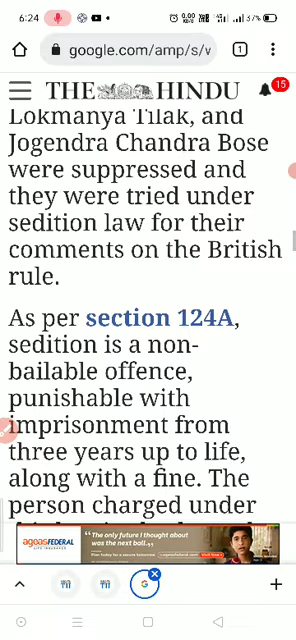 6:24
37%
google.com/amp/s/v
1
THE HINDU
15
Lokmanya Tilak, and
Jogendra Chandra Bose
were suppressed and
they were tried under
sedition law for their
comments on the British
rule.
As per section 124A,
sedition is a non-
bailable offence,
punishable with
imprisonment from
three years up to life,
along with a fine. The
person charged under
ageasFEDERAL
LIFE INSURANCE
"The only future I thought about
was the next ball."